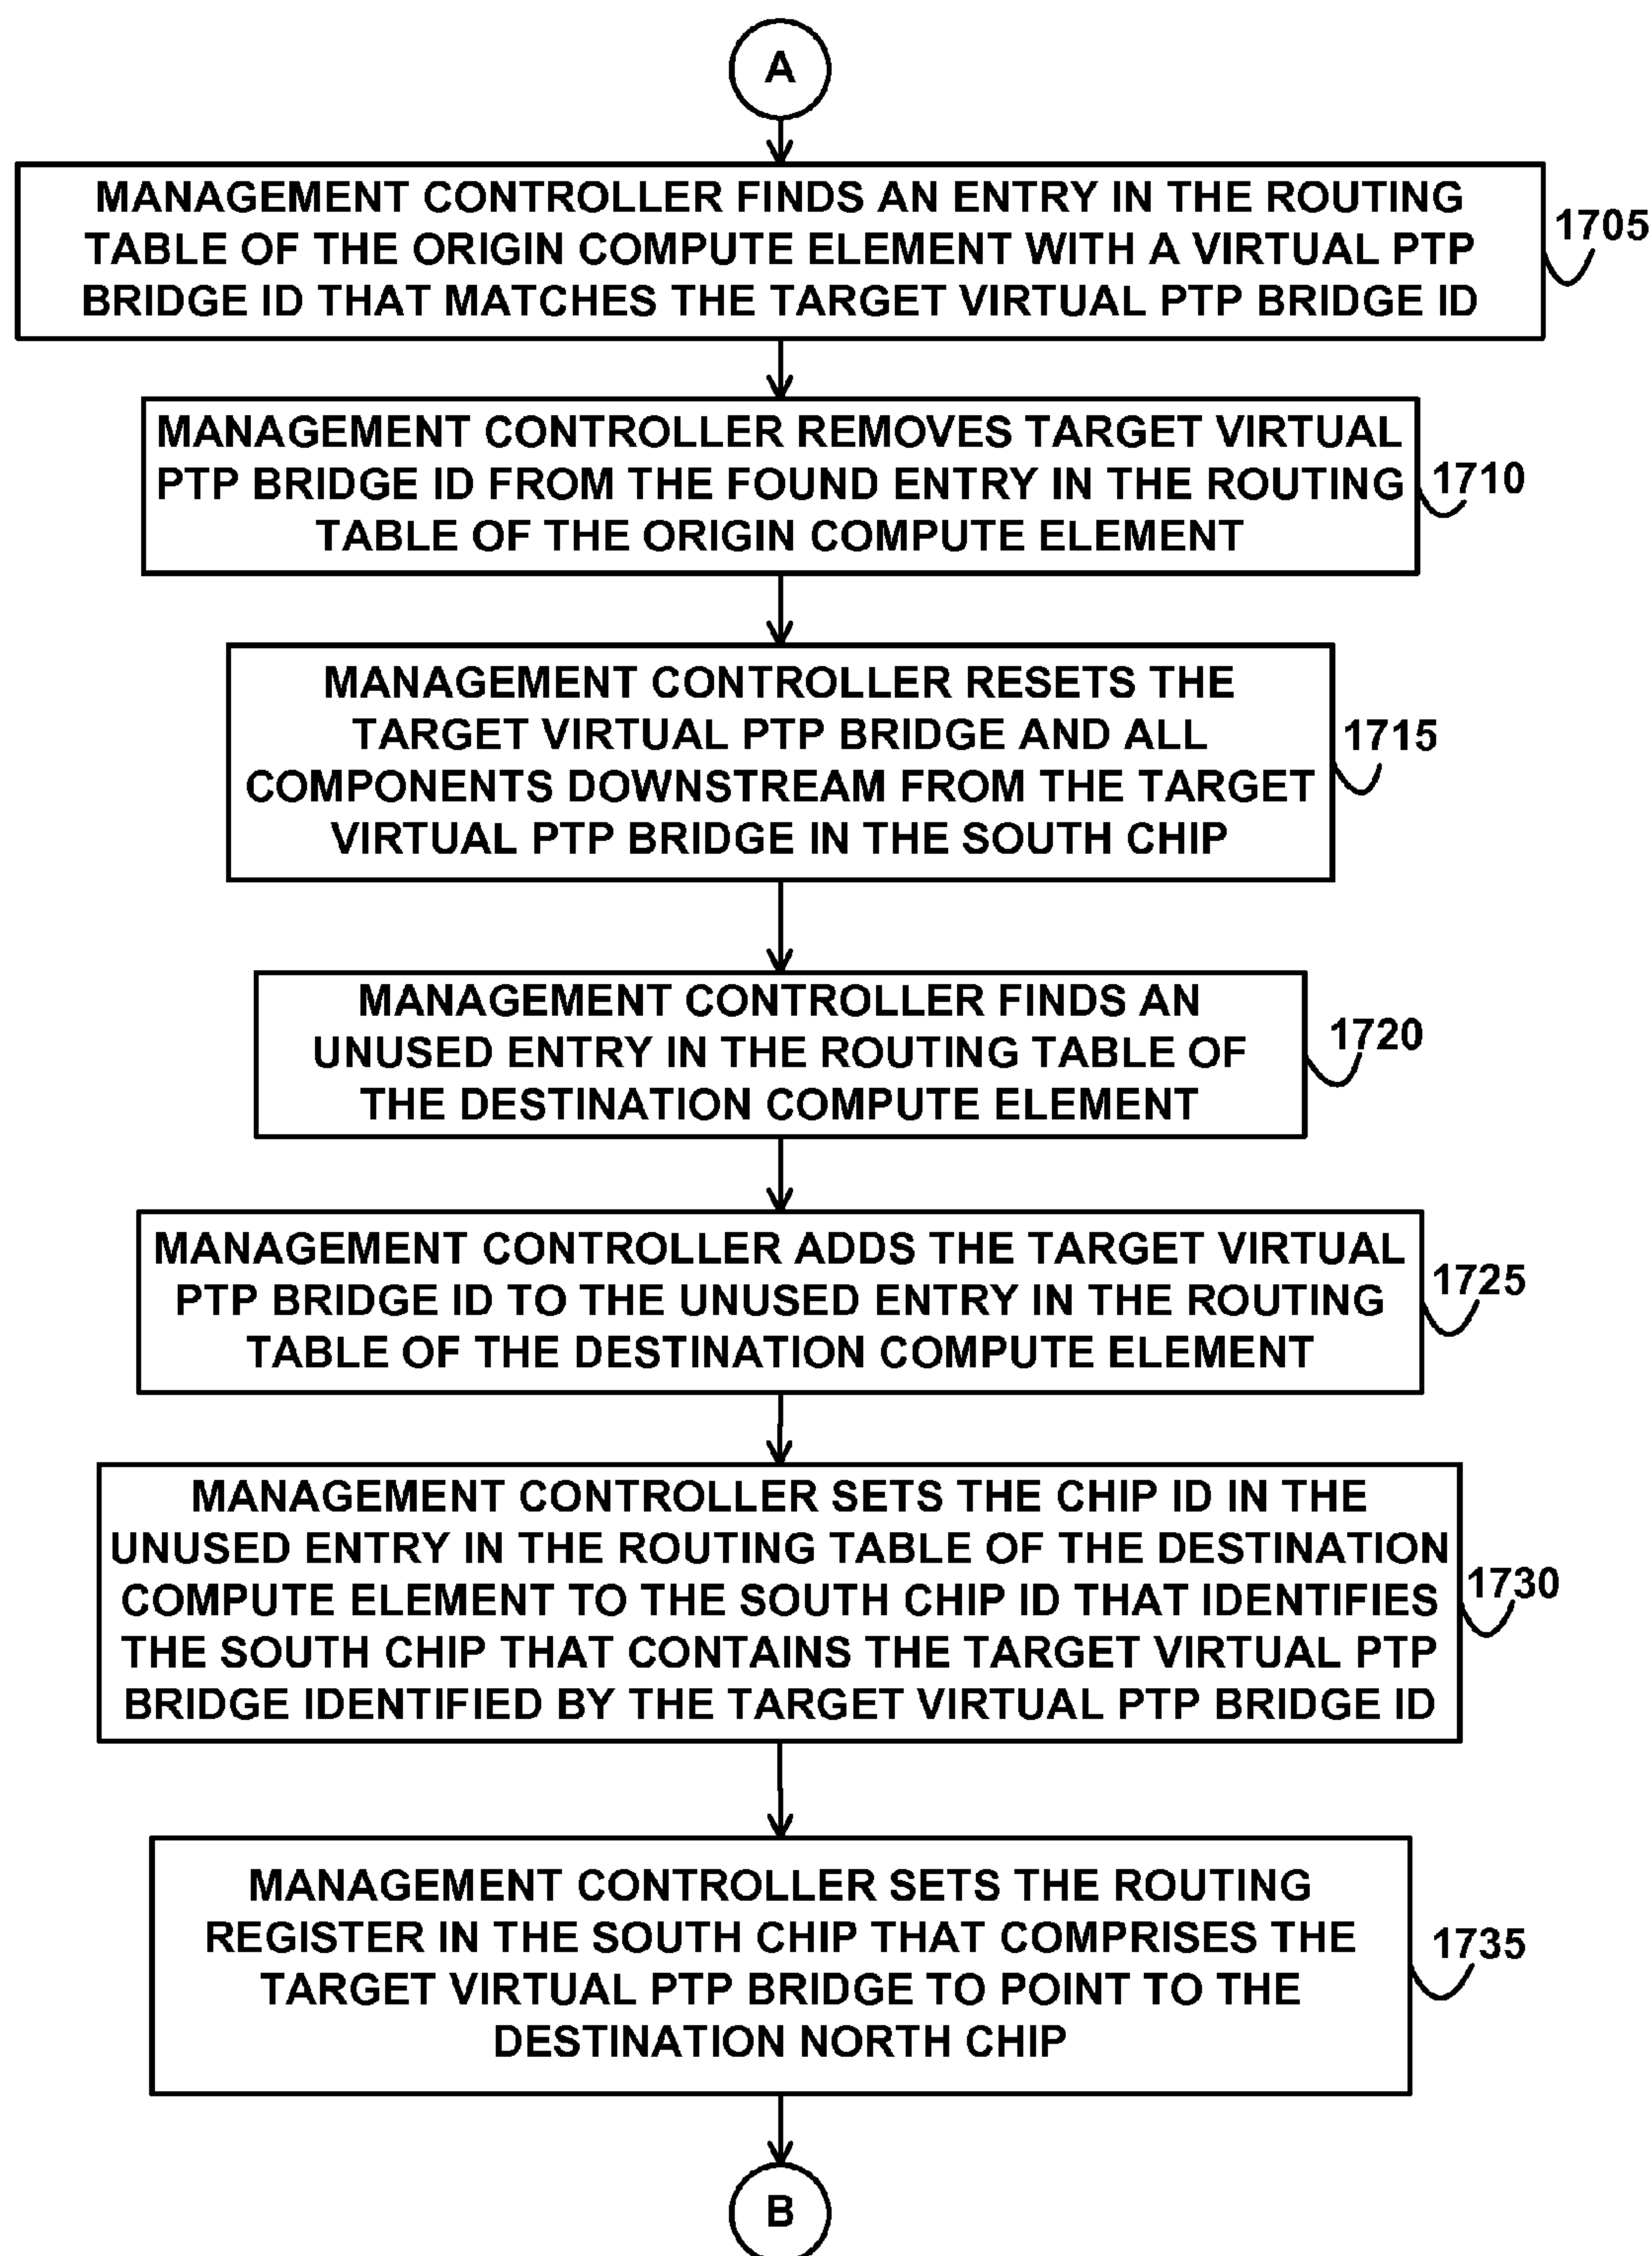 A
MANAGEMENT CONTROLLER FINDS AN ENTRY IN THE ROUTING
TABLE OF THE ORIGIN COMPUTE ELEMENT WITH A VIRTUAL PTP
BRIDGE ID THAT MATCHES THE TARGET VIRTUAL PTP BRIDGE ID
1705
MANAGEMENT CONTROLLER REMOVES TARGET VIRTUAL
PTP BRIDGE ID FROM THE FOUND ENTRY IN THE ROUTING
TABLE OF THE ORIGIN COMPUTE ELEMENT
1710
MANAGEMENT CONTROLLER RESETS THE
TARGET VIRTUAL PTP BRIDGE AND ALL
COMPONENTS DOWNSTREAM FROM THE TARGET
VIRTUAL PTP BRIDGE IN THE SOUTH CHIP
1715
MANAGEMENT CONTROLLER FINDS AN
UNUSED ENTRY IN THE ROUTING TABLE OF
THE DESTINATION COMPUTE ELEMENT
1720
MANAGEMENT CONTROLLER ADDS THE TARGET VIRTUAL
PTP BRIDGE ID TO THE UNUSED ENTRY IN THE ROUTING
TABLE OF THE DESTINATION COMPUTE ELEMENT
1725
MANAGEMENT CONTROLLER SETS THE CHIP ID IN THE
UNUSED ENTRY IN THE ROUTING TABLE OF THE DESTINATION
COMPUTE ELEMENT TO THE SOUTH CHIP ID THAT IDENTIFIES
THE SOUTH CHIP THAT CONTAINS THE TARGET VIRTUAL PTP
BRIDGE IDENTIFIED BY THE TARGET VIRTUAL PTP BRIDGE ID
1730
MANAGEMENT CONTROLLER SETS THE ROUTING
REGISTER IN THE SOUTH CHIP THAT COMPRISES THE
TARGET VIRTUAL PTP BRIDGE TO POINT TO THE
DESTINATION NORTH CHIP
1735
B